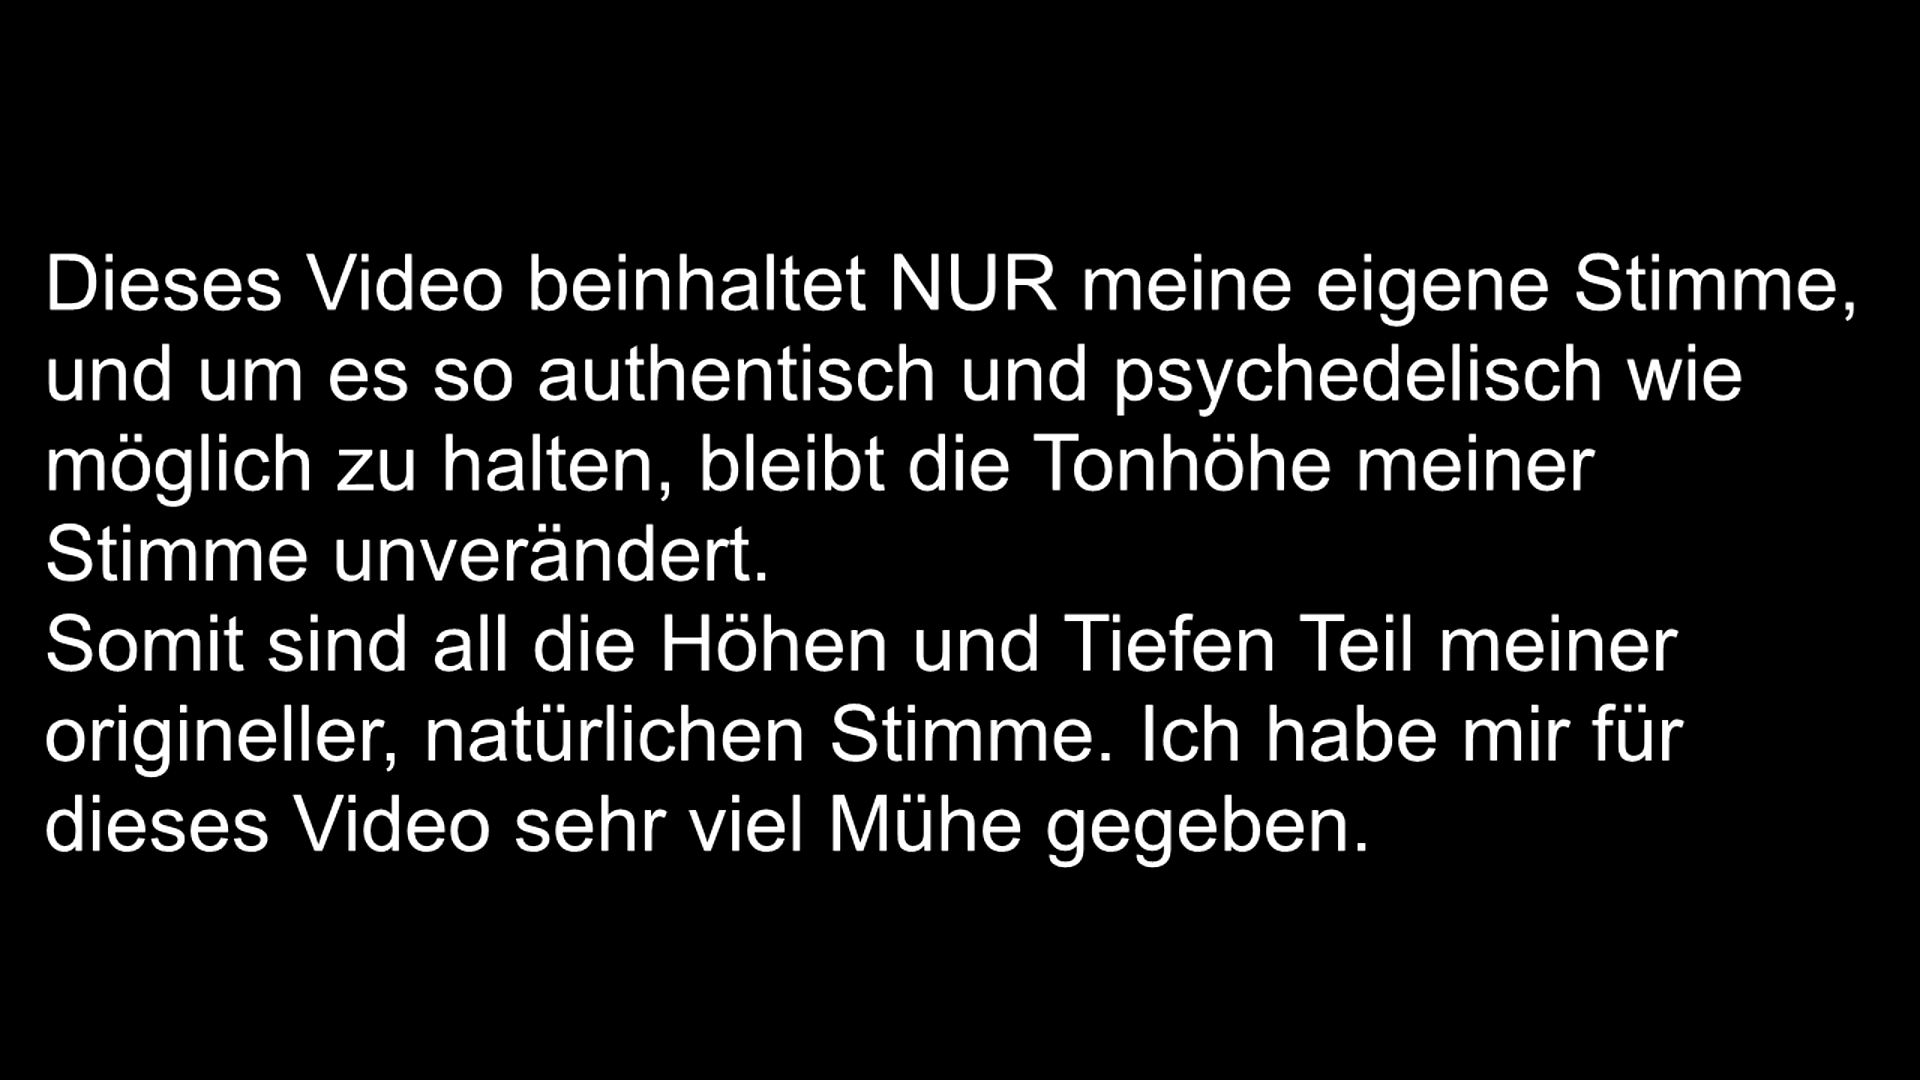 Dieses Video beinhaltet NUR meine eigene Stimme,
und um es so authentisch und psychedelisch wie
möglich zu halten, bleibt die Tonhöhe meiner
Stimme unverändert.
Somit sind all die Höhen und Tiefen Teil meiner
origineller, natürlichen Stimme. Ich habe mir für
dieses Video sehr viel Mühe gegeben.